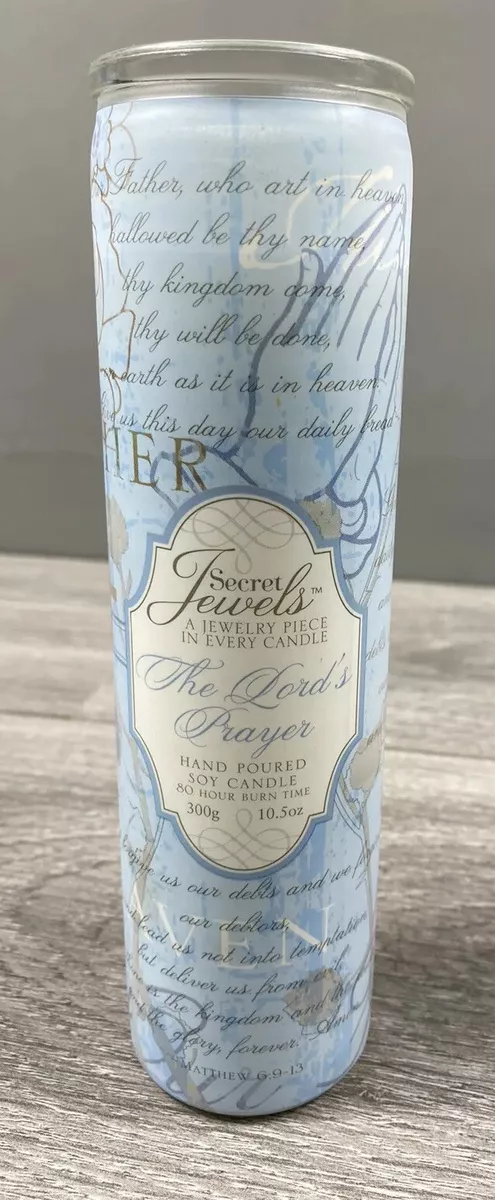 Father, who art in heaven
hallowed be thy name,
thy kingdom come,
thy will be done,
earth as it is in heaven.
us this day our daily bread
HER
Secret
Jewels™
A JEWELRY PIECE
IN EVERY CANDLE
The Lord's
Prayer
HAND POURED
SOY CANDLE
80 HOUR BURN TIME
300g 10.5oz
us our debts and we
our debtors,
lead us not into temptation
but deliver us from evil
is the kingdom and
the glory, forever.
VEN
MATTHEW 6:9-13